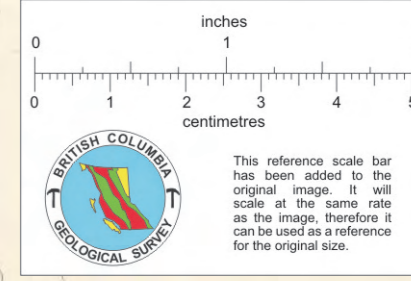 inches
0 1
0 1 2 3 4 5
centimetres
BRITISH COLUMBIA
GEOLOGICAL SURVEY
This reference scale bar
has been added to the
original image. It will
scale at the same rate
as the image, therefore it
can be used as a reference
for the original size.